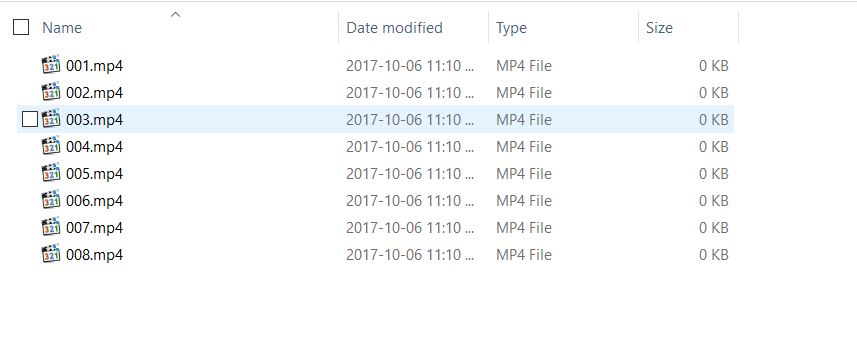 Name Date modified Type Size
001.mp4 2017-10-06 11:10 ... MP4 File 0 KB
002.mp4 2017-10-06 11:10 ... MP4 File 0 KB
003.mp4 2017-10-06 11:10 ... MP4 File 0 KB
004.mp4 2017-10-06 11:10 ... MP4 File 0 KB
005.mp4 2017-10-06 11:10 ... MP4 File 0 KB
006.mp4 2017-10-06 11:10 ... MP4 File 0 KB
007.mp4 2017-10-06 11:10 ... MP4 File 0 KB
008.mp4 2017-10-06 11:10 ... MP4 File 0 KB